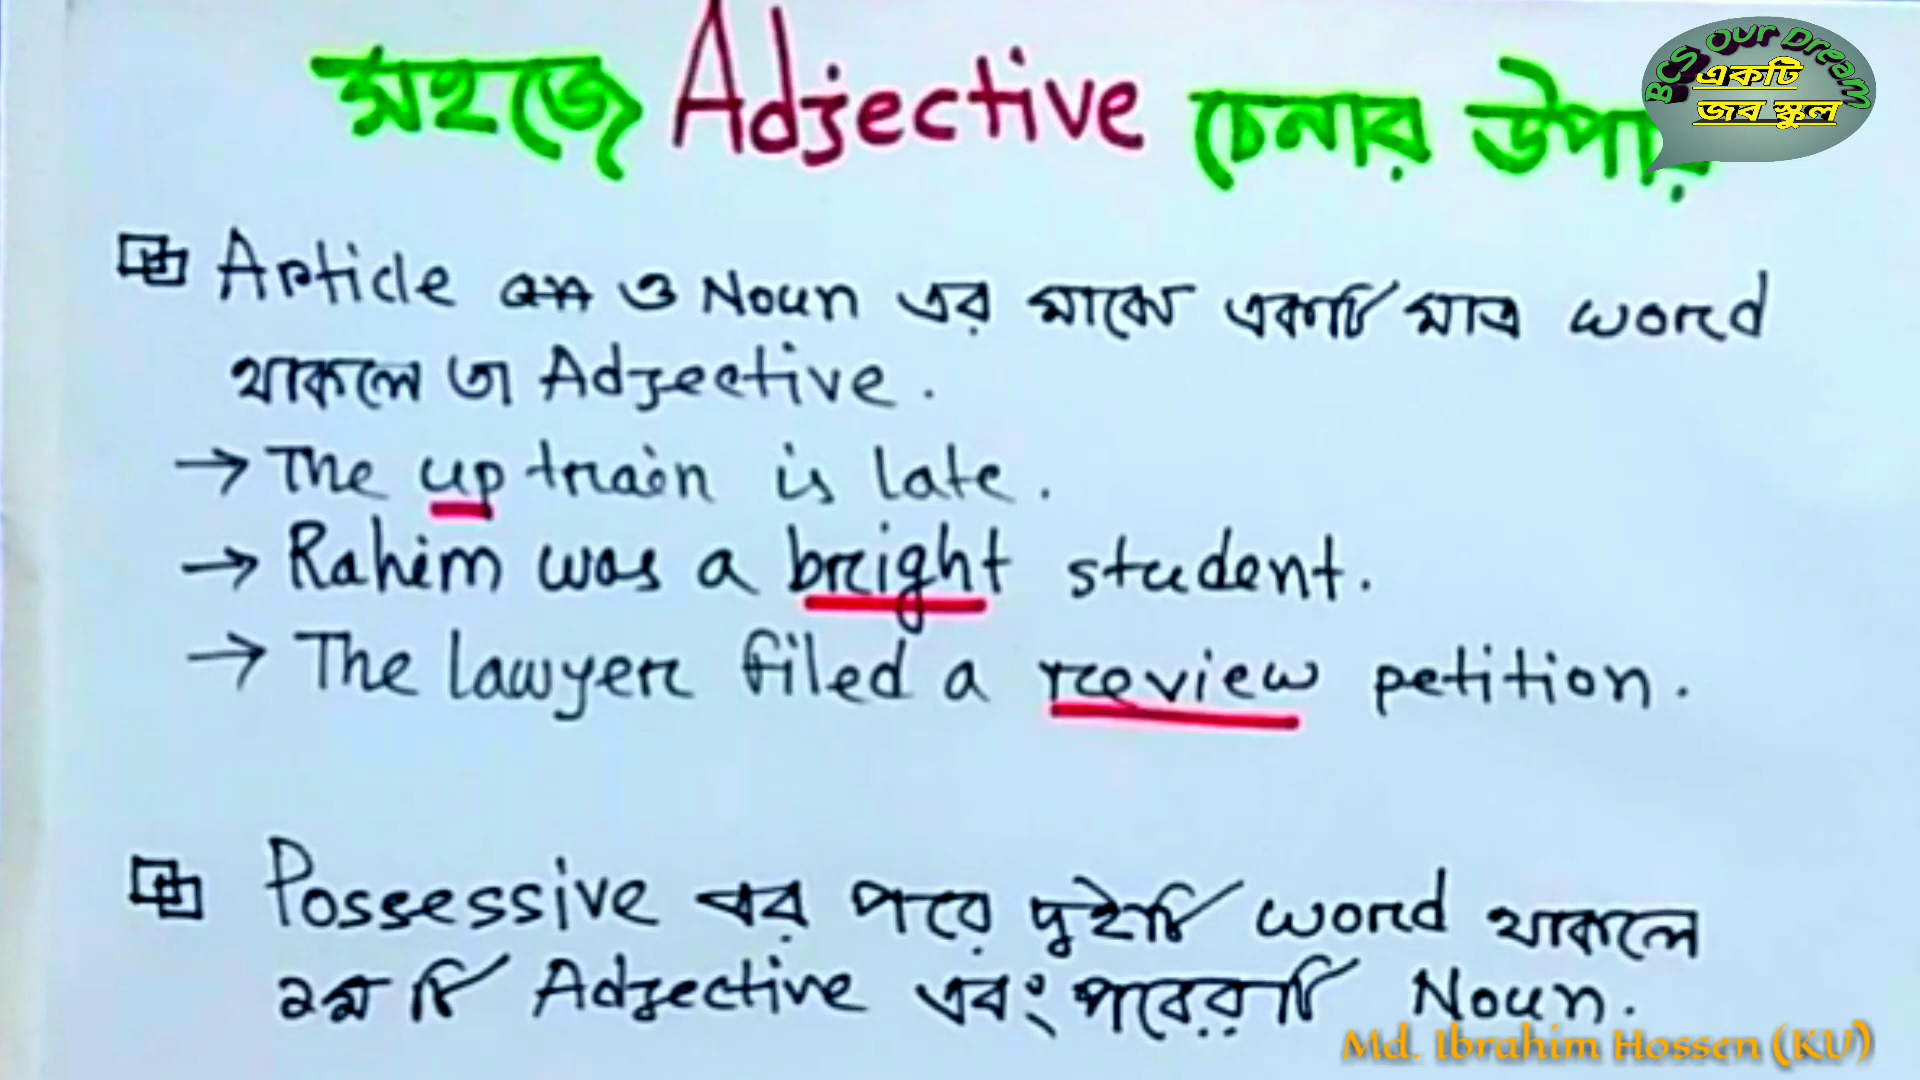 সহজে Adjective চেনার উপায়
BCS Our Dream
একটি
জব স্কুল
Article ও Noun এর মাঝে একটি মাত্র word
থাকলে তা Adjective.
→ The up train is late.
→ Rahim was a bright student.
→ The lawyer filed a review petition.
Possessive এর পরে দুইটি word থাকলে
১ম টি Adjective এবং পরেরটি Noun.
Md. Ibrahim Hossen (KU)